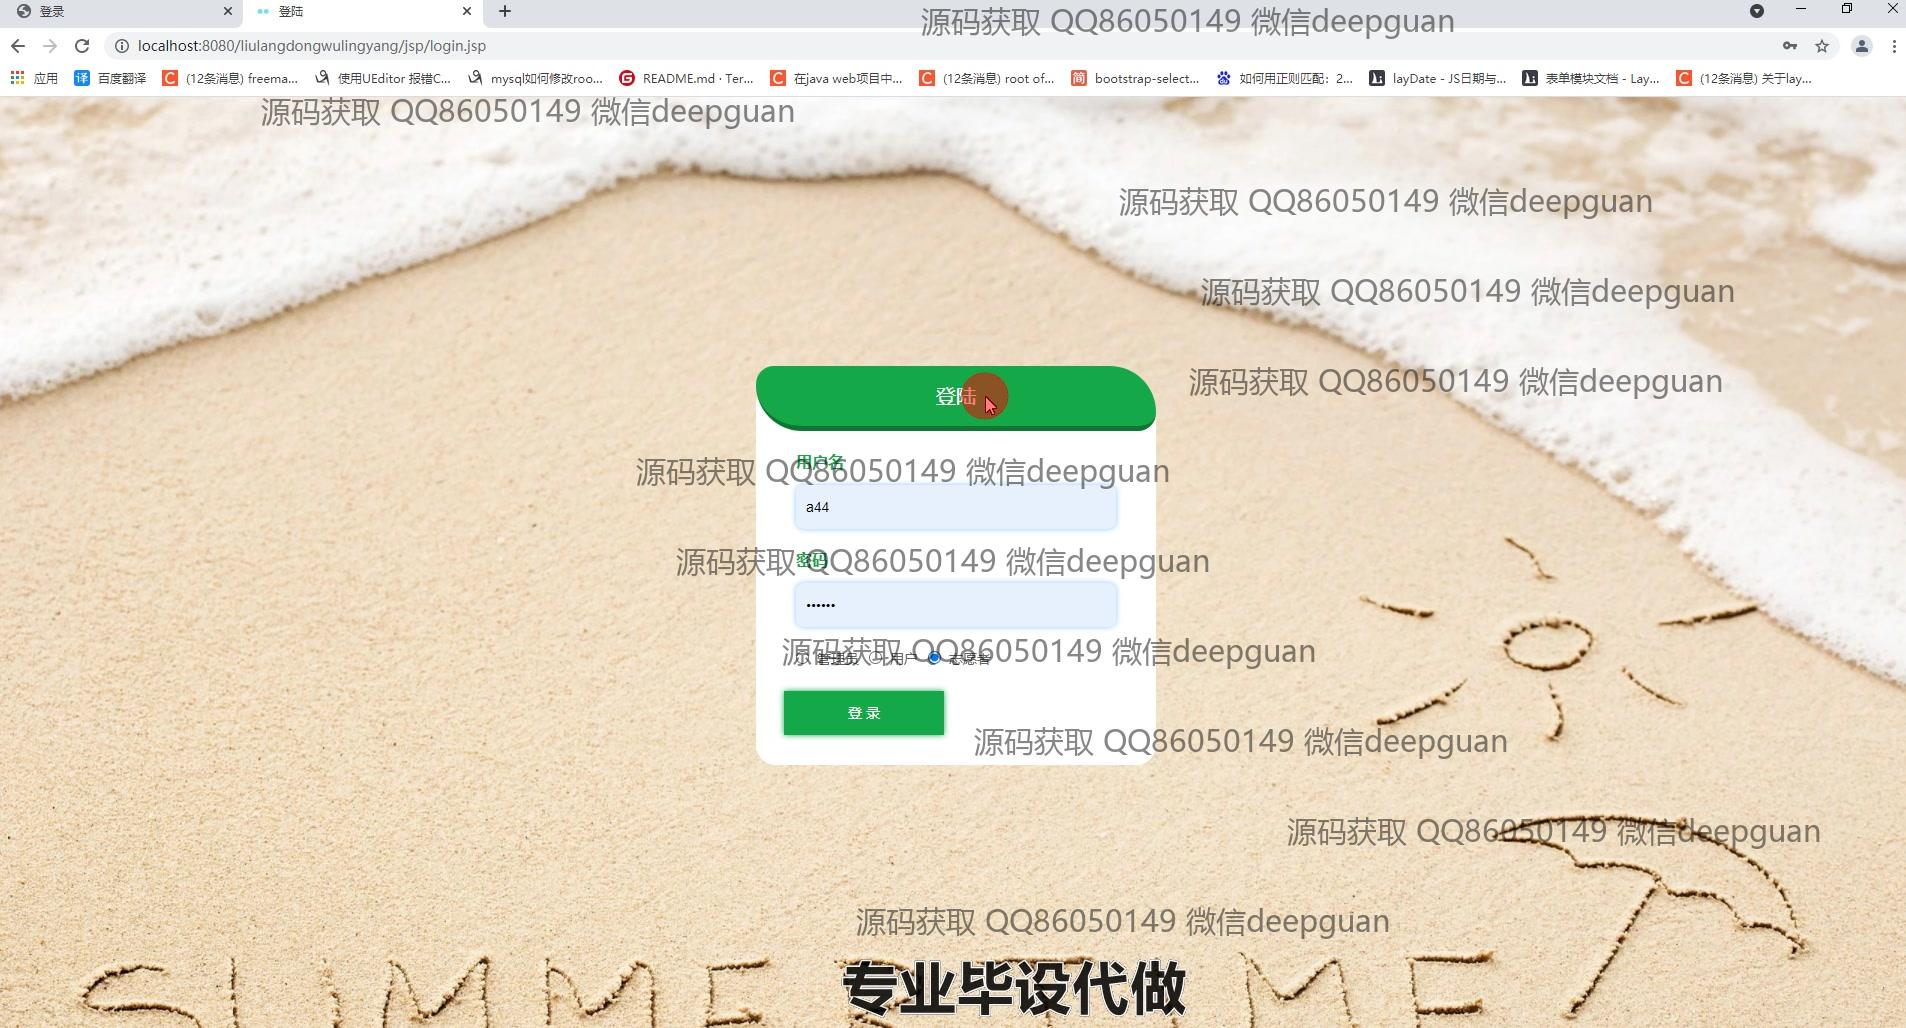 登录
登陆
源码获取 QQ86050149 微信deepguan
localhost:8080/liulangdongwulingyang/jsp/login.jsp
应用 百度翻译 (12条消息) freema... 使用UEditor 报错C... mysql如何修改roo... README.md · Ter... 在java web项目中... (12条消息) root of... bootstrap-select... 如何用正则匹配：2... layDate - JS日期与... 表单模块文档 - Lay... (12条消息) 关于lay...
源码获取 QQ86050149 微信deepguan
源码获取 QQ86050149 微信deepguan
源码获取 QQ86050149 微信deepguan
源码获取 QQ86050149 微信deepguan
登陆
用户名
源码获取 QQ86050149 微信deepguan
a44
密码
源码获取 QQ86050149 微信deepguan
••••••
源码获取 QQ86050149 微信deepguan
管理员 用户 志愿者
登录
源码获取 QQ86050149 微信deepguan
源码获取 QQ86050149 微信deepguan
源码获取 QQ86050149 微信deepguan
SUMMER TIME
专业毕设代做